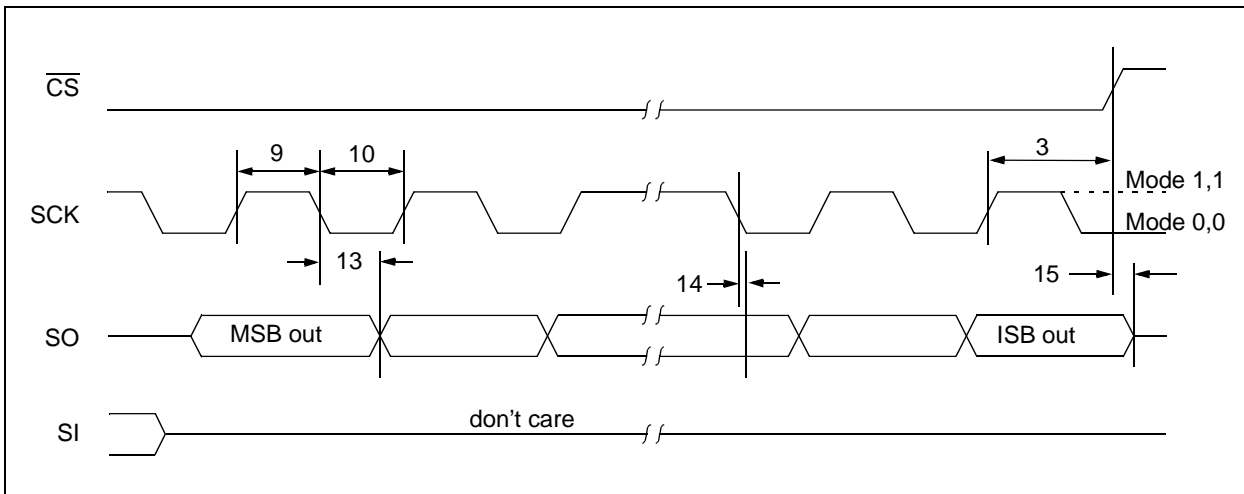 CS
9
10
3
Mode 1,1
SCK
Mode 0,0
13
14
15
SO
MSB out
ISB out
don't care
SI